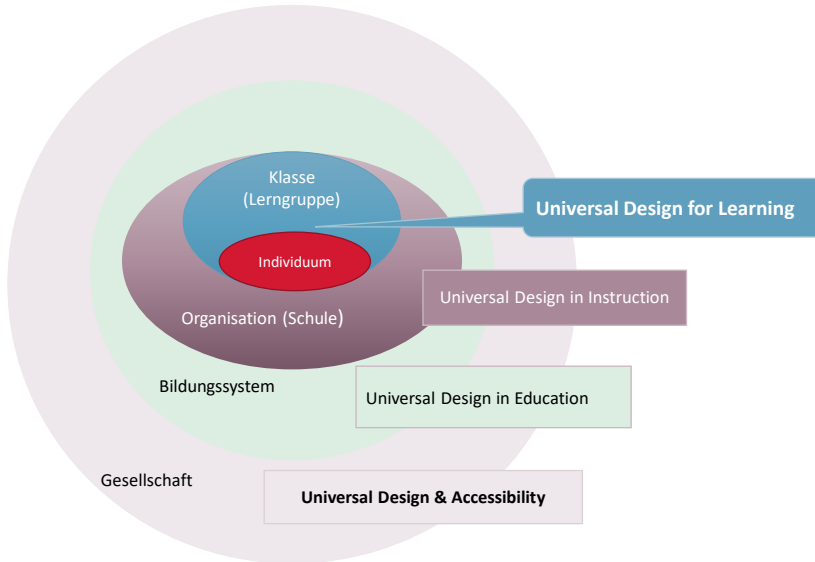 Klasse
(Lerngruppe)
Universal Design for Learning
Individuum
Universal Design in Instruction
Organisation (Schule)
Bildungssystem
Universal Design in Education
Gesellschaft
Universal Design & Accessibility